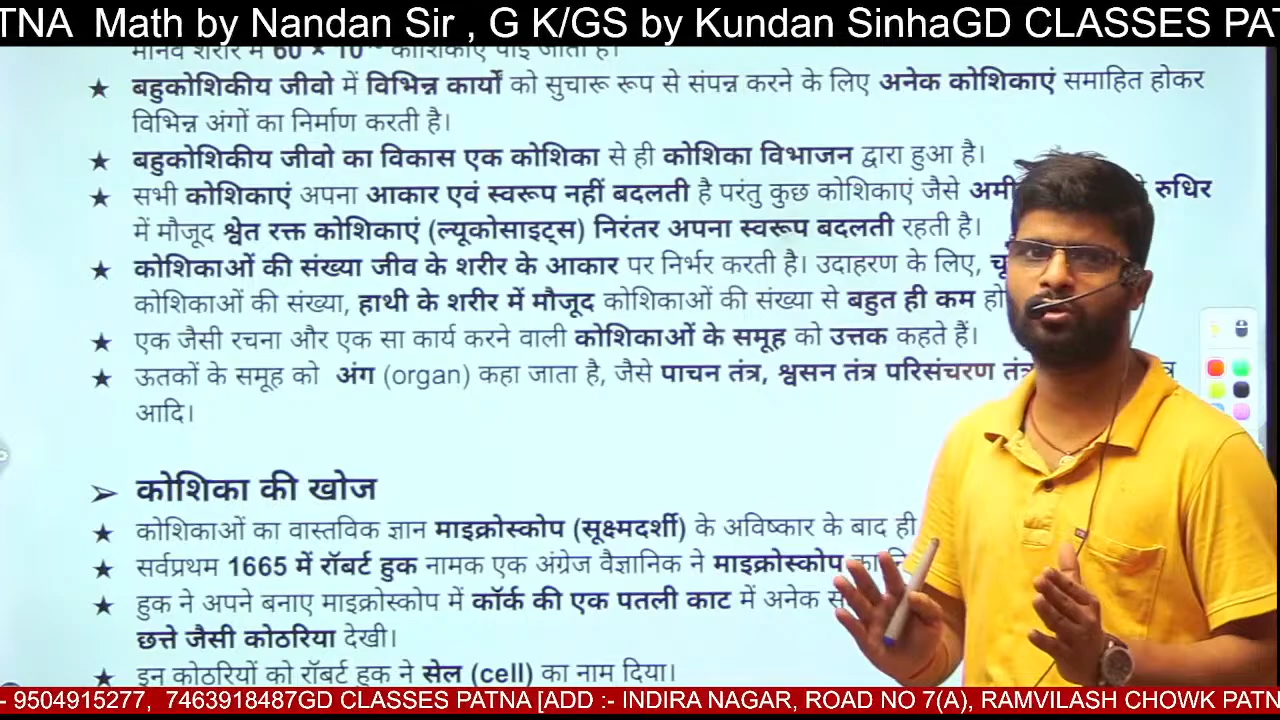 TNA Math by Nandan Sir , G K/GS by Kundan SinhaGD CLASSES PAT
मानव शरीर में 60 × 10 कोशिकाएं पाई जाती है।
★ बहुकोशिकीय जीवो में विभिन्न कार्यों को सुचारू रूप से संपन्न करने के लिए अनेक कोशिकाएं समाहित होकर
विभिन्न अंगों का निर्माण करती है।
★ बहुकोशिकीय जीवो का विकास एक कोशिका से ही कोशिका विभाजन द्वारा हुआ है।
★ सभी कोशिकाएं अपना आकार एवं स्वरूप नहीं बदलती है परंतु कुछ कोशिकाएं जैसे रुधिर
में मौजूद श्वेत रक्त कोशिकाएं (ल्यूकोसाइट्स) निरंतर अपना स्वरूप बदलती रहती है।
★ कोशिकाओं की संख्या जीव के शरीर के आकार पर निर्भर करती है। उदाहरण के लिए,
कोशिकाओं की संख्या, हाथी के शरीर में मौजूद कोशिकाओं की संख्या से बहुत ही कम
★ एक जैसी रचना और एक सा कार्य करने वाली कोशिकाओं के समूह को उत्तक कहते हैं।
★ ऊतकों के समूह को अंग (organ) कहा जाता है, जैसे पाचन तंत्र, श्वसन तंत्र परिसंचरण
आदि।
➢ कोशिका की खोज
★ कोशिकाओं का वास्तविक ज्ञान माइक्रोस्कोप (सूक्ष्मदर्शी) के अविष्कार के बाद ही
★ सर्वप्रथम 1665 में रॉबर्ट हुक नामक एक अंग्रेज वैज्ञानिक ने माइक्रोस्कोप
★ हुक ने अपने बनाए माइक्रोस्कोप में कॉर्क की एक पतली काट में अनेक
छत्ते जैसी कोठरिया देखी।
★ इन कोठरियों को रॉबर्ट हुक ने सेल (cell) का नाम दिया।
- 9504915277, 7463918487GD CLASSES PATNA [ADD :- INDIRA NAGAR, ROAD NO 7(A), RAMVILASH CHOWK PATN